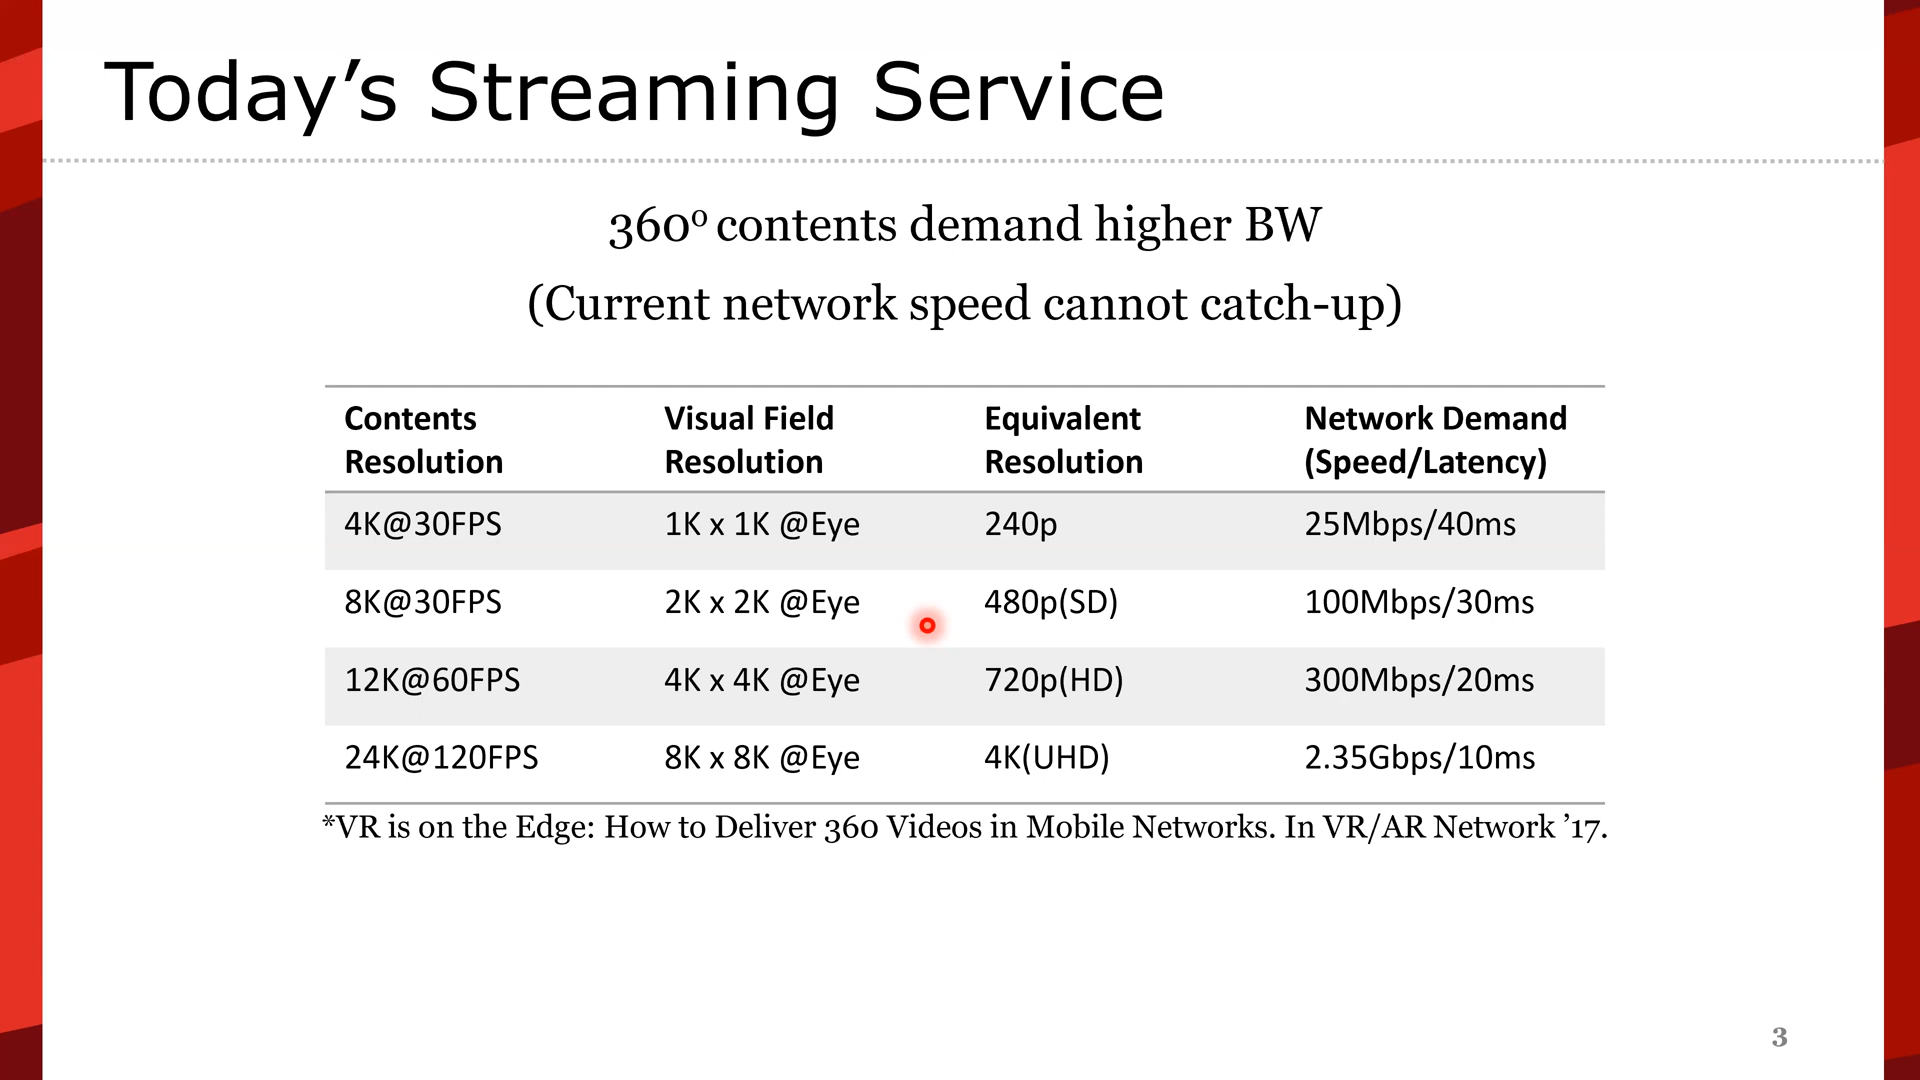 Today’s Streaming Service
360⁰ contents demand higher BW
(Current network speed cannot catch-up)
Contents Resolution Visual Field Resolution Equivalent Resolution Network Demand (Speed/Latency)
4K@30FPS 1K x 1K @Eye 240p 25Mbps/40ms
8K@30FPS 2K x 2K @Eye 480p(SD) 100Mbps/30ms
12K@60FPS 4K x 4K @Eye 720p(HD) 300Mbps/20ms
24K@120FPS 8K x 8K @Eye 4K(UHD) 2.35Gbps/10ms
*VR is on the Edge: How to Deliver 360 Videos in Mobile Networks. In VR/AR Network ’17.
3